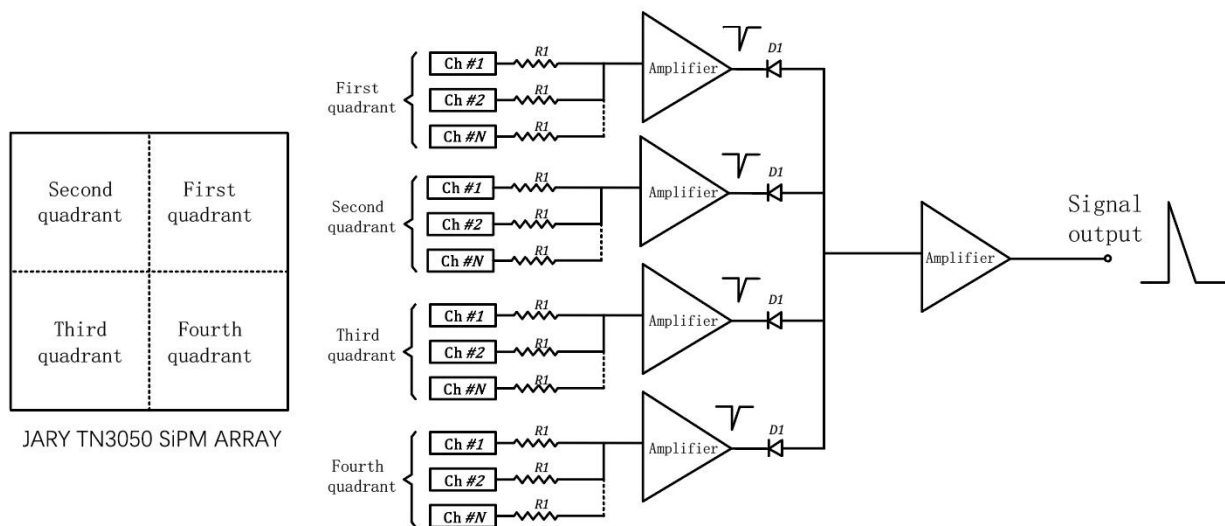 Second
quadrant
First
quadrant
Third
quadrant
Fourth
quadrant
JARY TN3050 SiPM ARRAY
First
quadrant
Ch #1
R1
Ch #2
R1
Ch #N
R1
Amplifier
D1
Second
quadrant
Ch #1
R1
Ch #2
R1
Ch #N
R1
Amplifier
D1
Third
quadrant
Ch #1
R1
Ch #2
R1
Ch #N
R1
Amplifier
D1
Fourth
quadrant
Ch #1
R1
Ch #2
R1
Ch #N
R1
Amplifier
D1
Amplifier
Signal
output